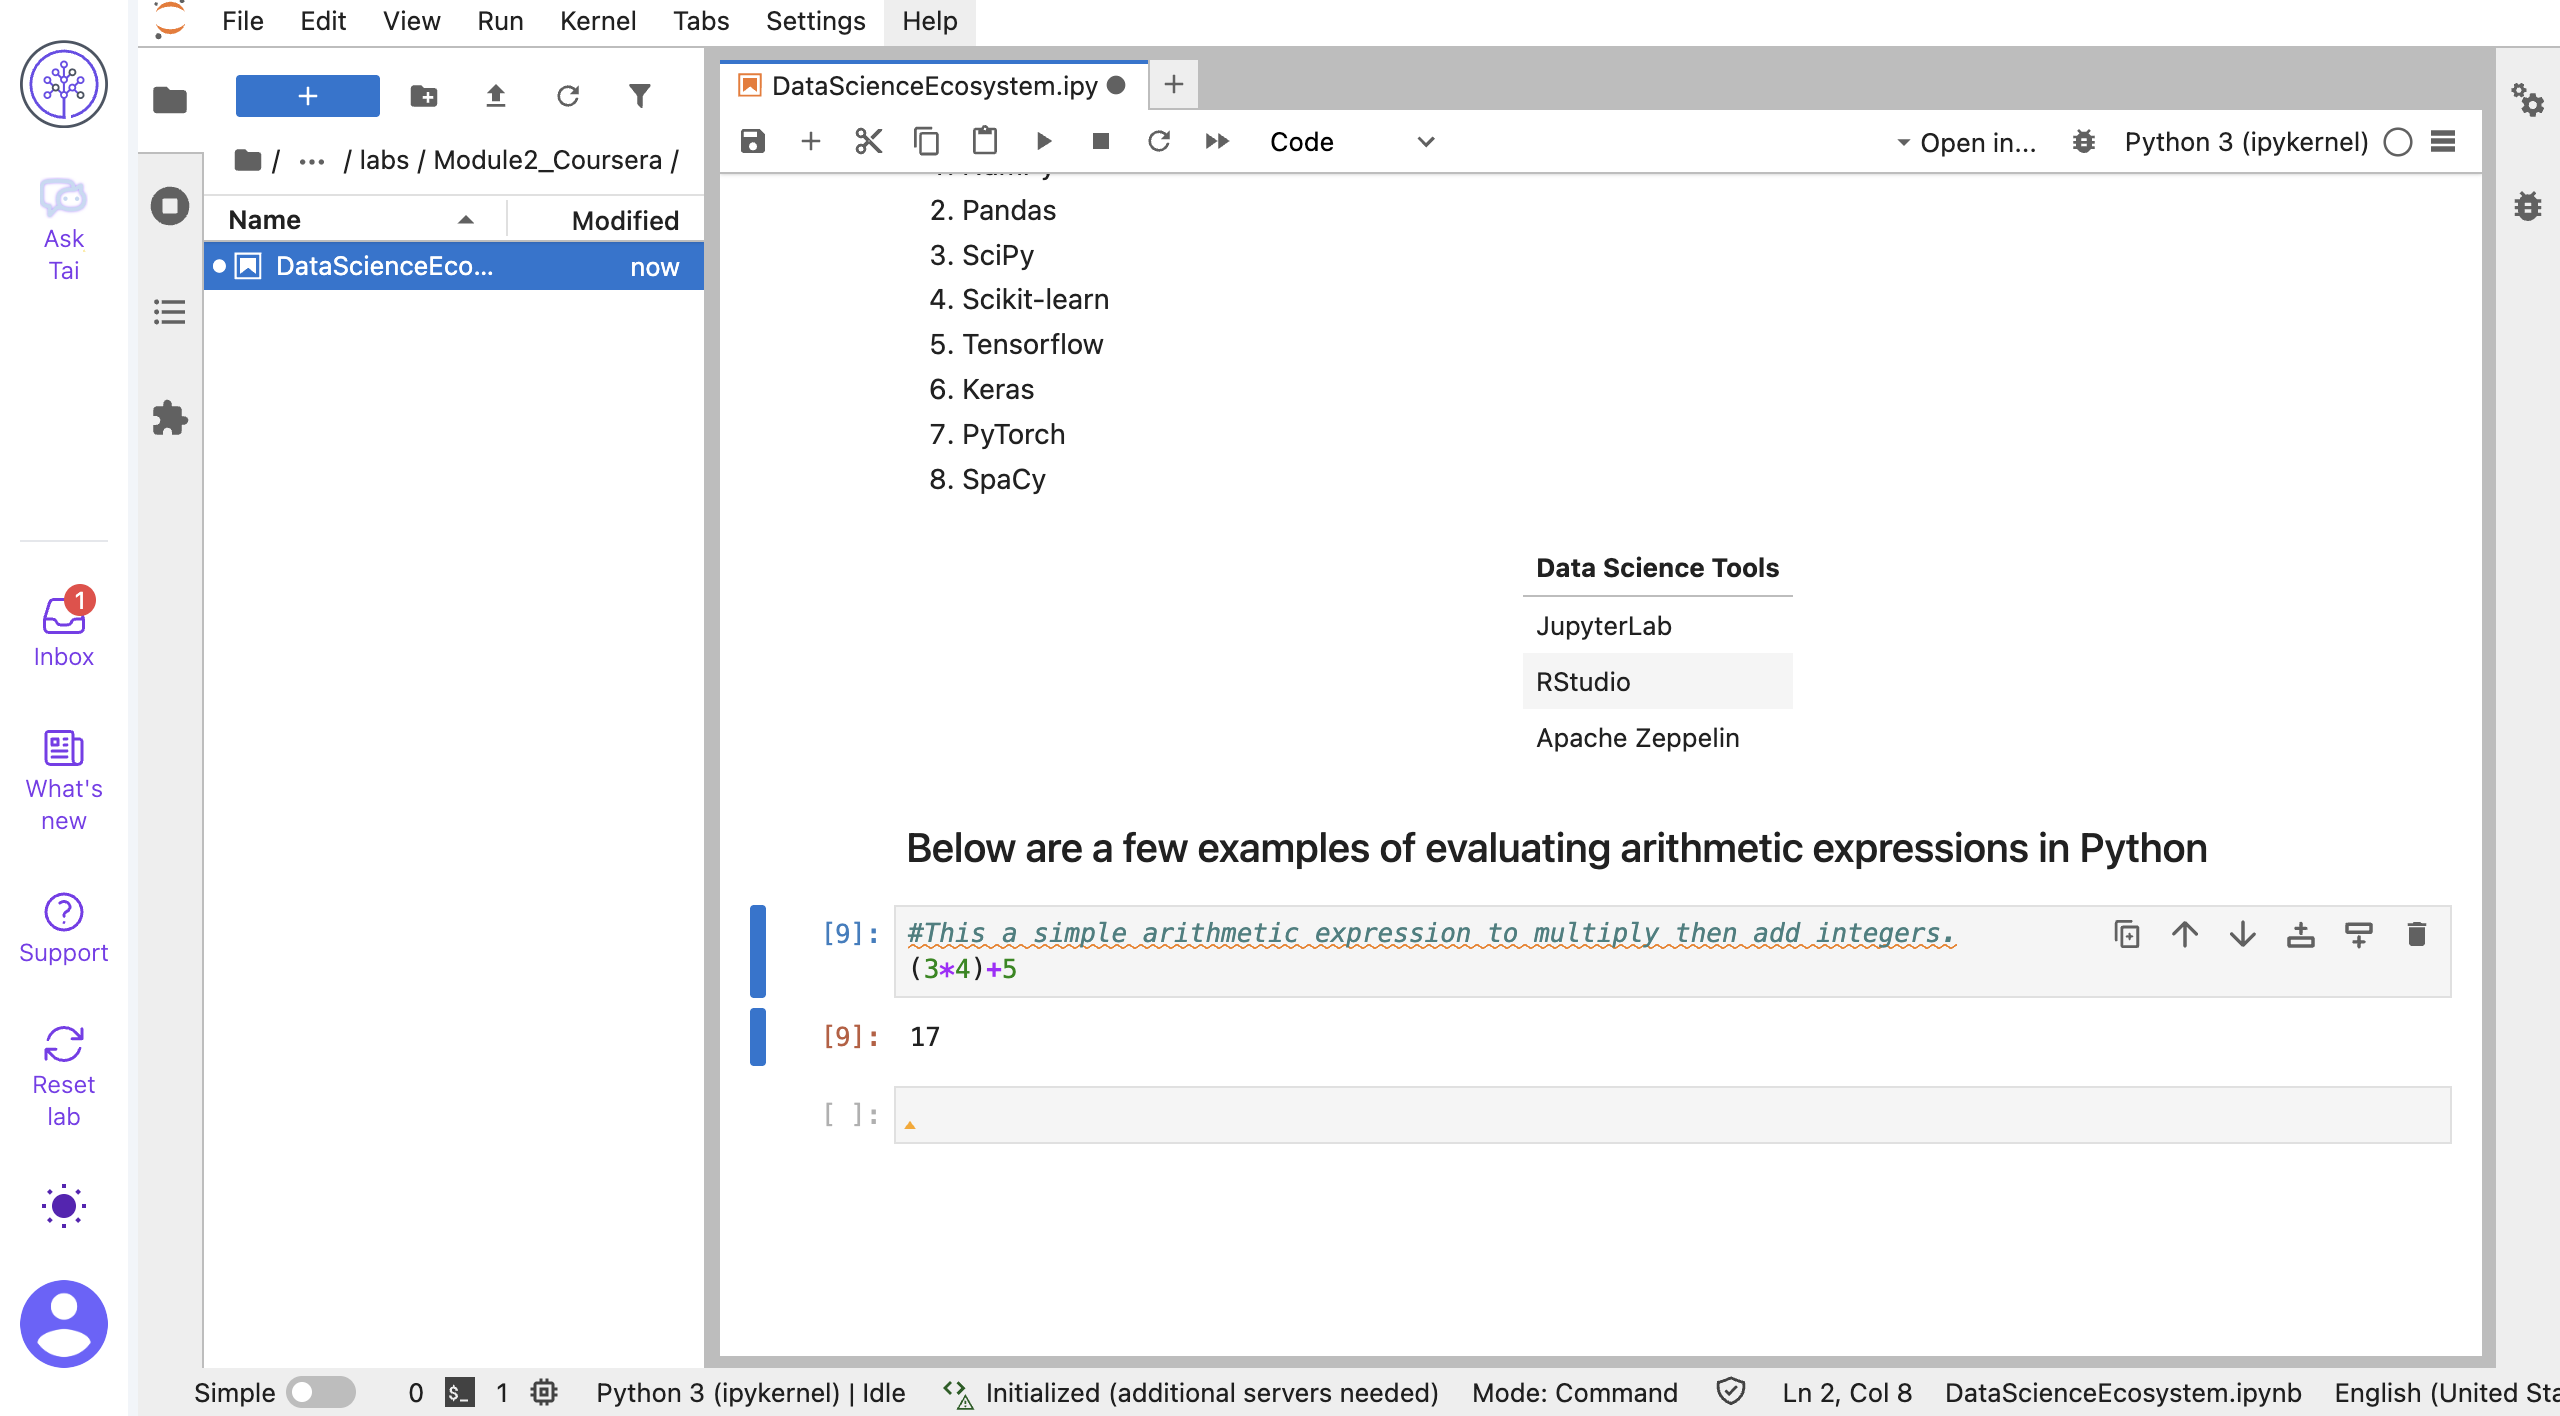 File Edit View Run Kernel Tabs Settings Help
Ask
Tai
Inbox
1
What's
new
Support
Reset
lab
/ ... / labs / Module2_Coursera /
Name Modified
DataScienceEco... now
DataScienceEcosystem.ipy
Code
Open in...
Python 3 (ipykernel)
2. Pandas
3. SciPy
4. Scikit-learn
5. Tensorflow
6. Keras
7. PyTorch
8. SpaCy
Data Science Tools
JupyterLab
RStudio
Apache Zeppelin
Below are a few examples of evaluating arithmetic expressions in Python
[9]: #This a simple arithmetic expression to multiply then add integers.
(3*4)+5
[9]: 17
[ ]:
Simple 0 $_ 1 Python 3 (ipykernel) | Idle Initialized (additional servers needed) Mode: Command Ln 2, Col 8 DataScienceEcosystem.ipynb English (United